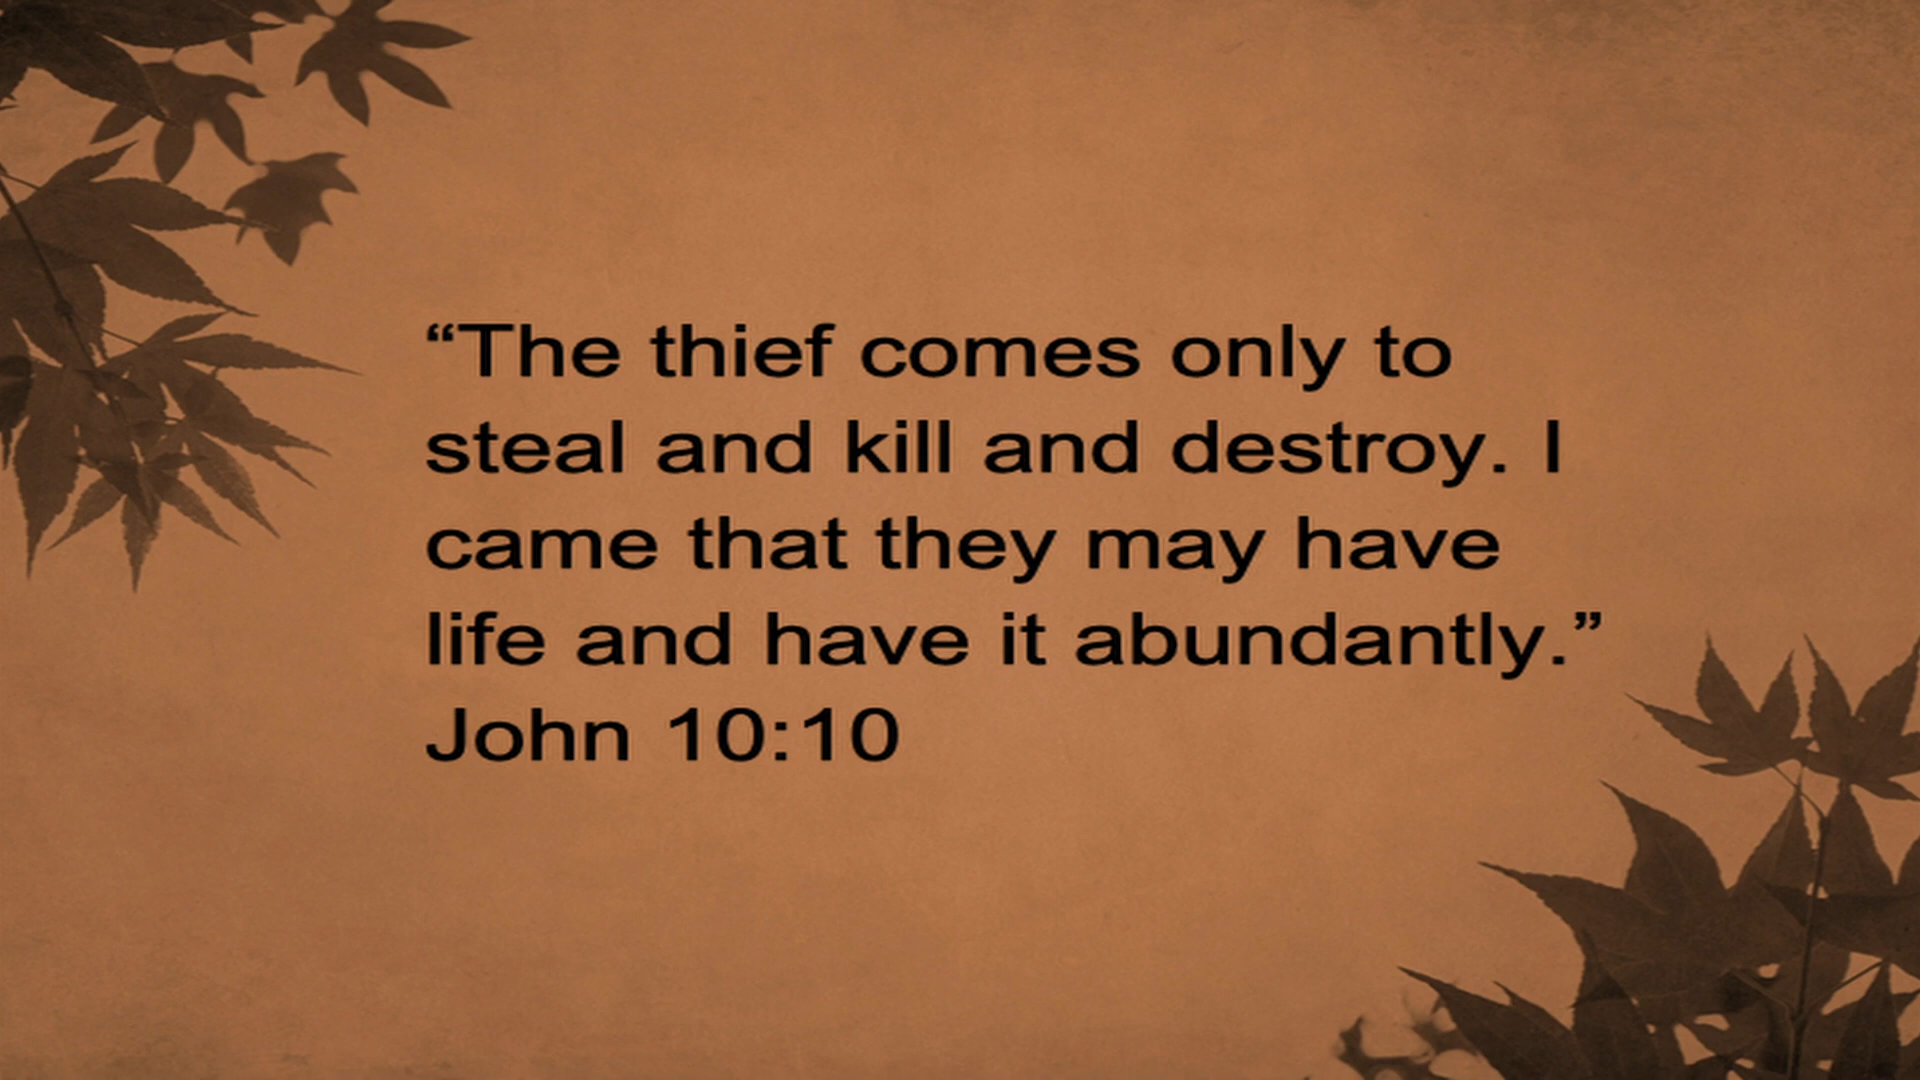 “The thief comes only to
steal and kill and destroy. I
came that they may have
life and have it abundantly.”
John 10:10